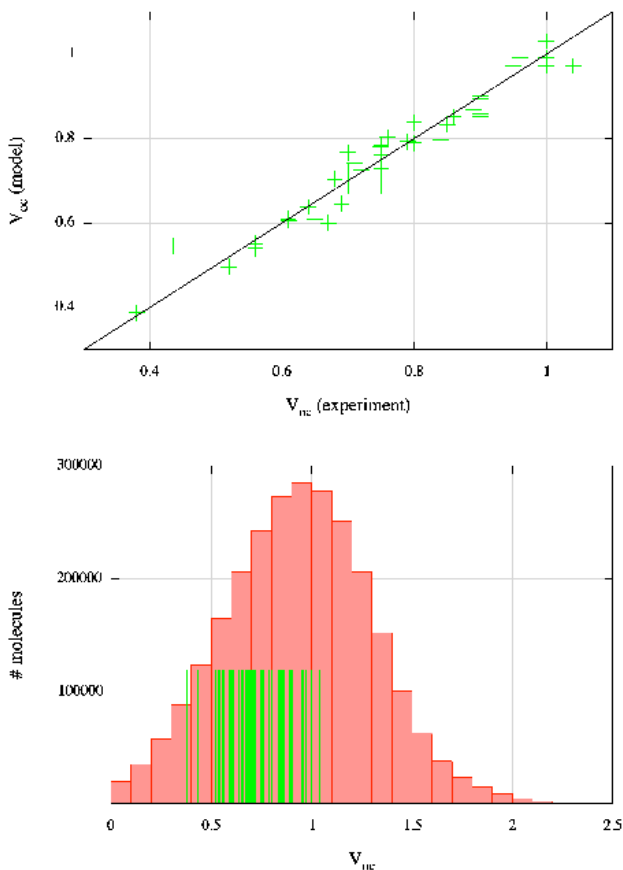 1
0.8
0.6
0.4
V_oc (model)
0.4 0.6 0.8 1
V_oc (experiment)
300000
200000
100000
# molecules
0 0.5 1 1.5 2 2.5
V_oc